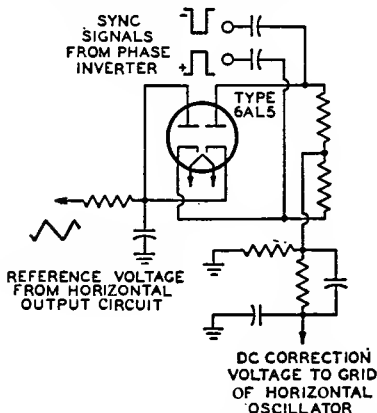 SYNC
SIGNALS
FROM PHASE
INVERTER
TYPE
6AL5
REFERENCE VOLTAGE
FROM HORIZONTAL
OUTPUT CIRCUIT
DC CORRECTION
VOLTAGE TO GRID
OF HORIZONTAL
OSCILLATOR